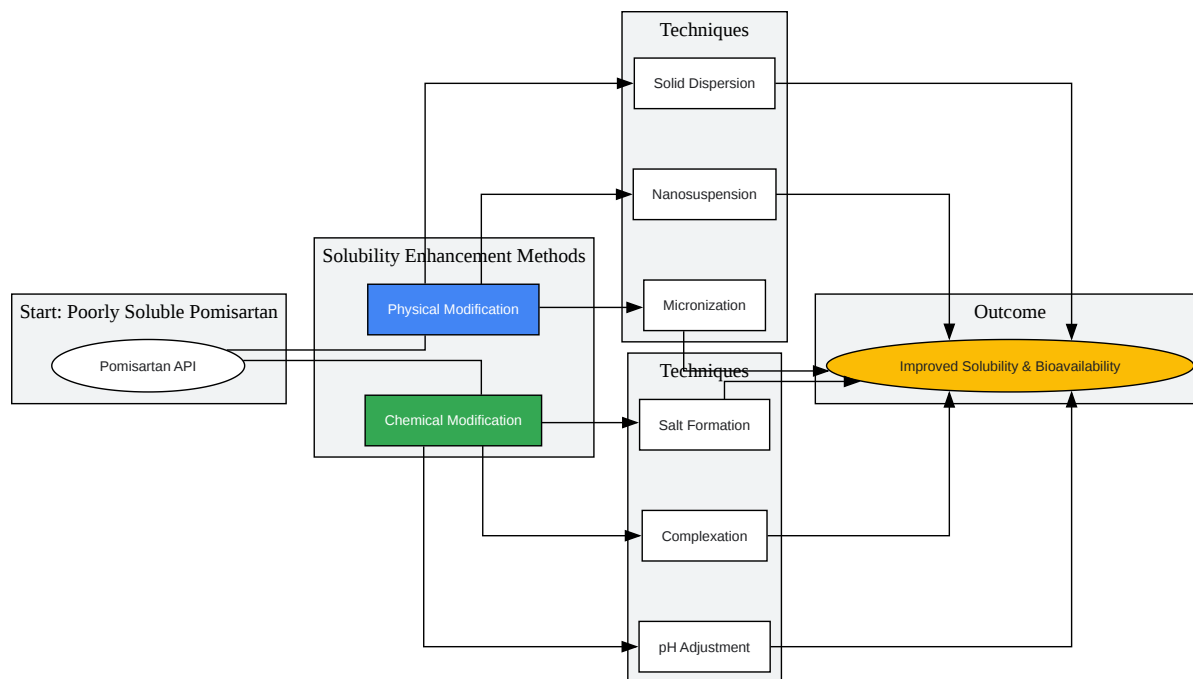 Start: Poorly Soluble Pomisartan
Pomisartan API
Solubility Enhancement Methods
Physical Modification
Chemical Modification
Techniques
Solid Dispersion
Nanosuspension
Micronization
Techniques
Salt Formation
Complexation
pH Adjustment
Outcome
Improved Solubility & Bioavailability